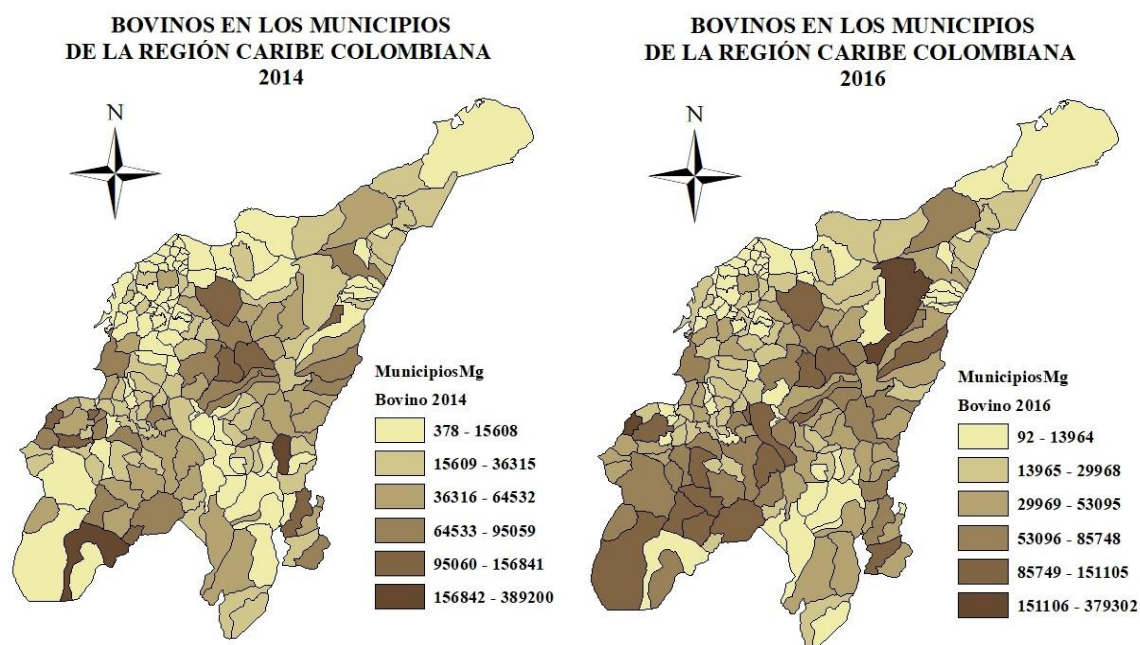 BOVINOS EN LOS MUNICIPIOS
DE LA REGIÓN CARIBE COLOMBIANA
2014
N
MunicipiosMg
Bovino 2014
378 - 15608
15609 - 36315
36316 - 64532
64533 - 95059
95060 - 156841
156842 - 389200
BOVINOS EN LOS MUNICIPIOS
DE LA REGIÓN CARIBE COLOMBIANA
2016
N
MunicipiosMg
Bovino 2016
92 - 13964
13965 - 29968
29969 - 53095
53096 - 85748
85749 - 151105
151106 - 379302